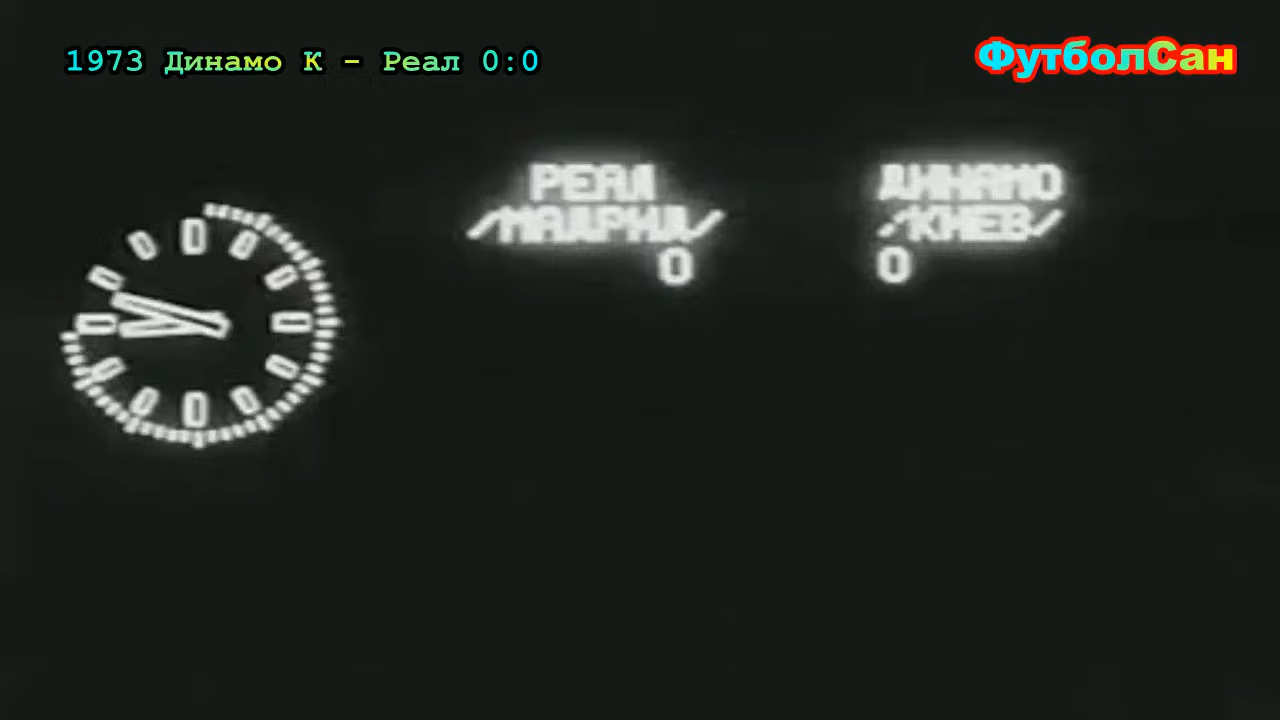 1973 Динамо К – Реал 0:0
ФутболСан
РЕАЛ
/МАДРИД/
0
ДИНАМО
/КИЕВ/
0